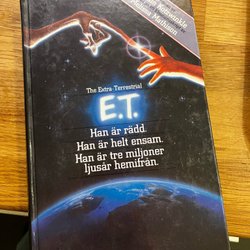 The Extra-Terrestrial
E.T.
Han är rädd.
Han är helt ensam.
Han är tre miljoner
ljusår hemifrån.